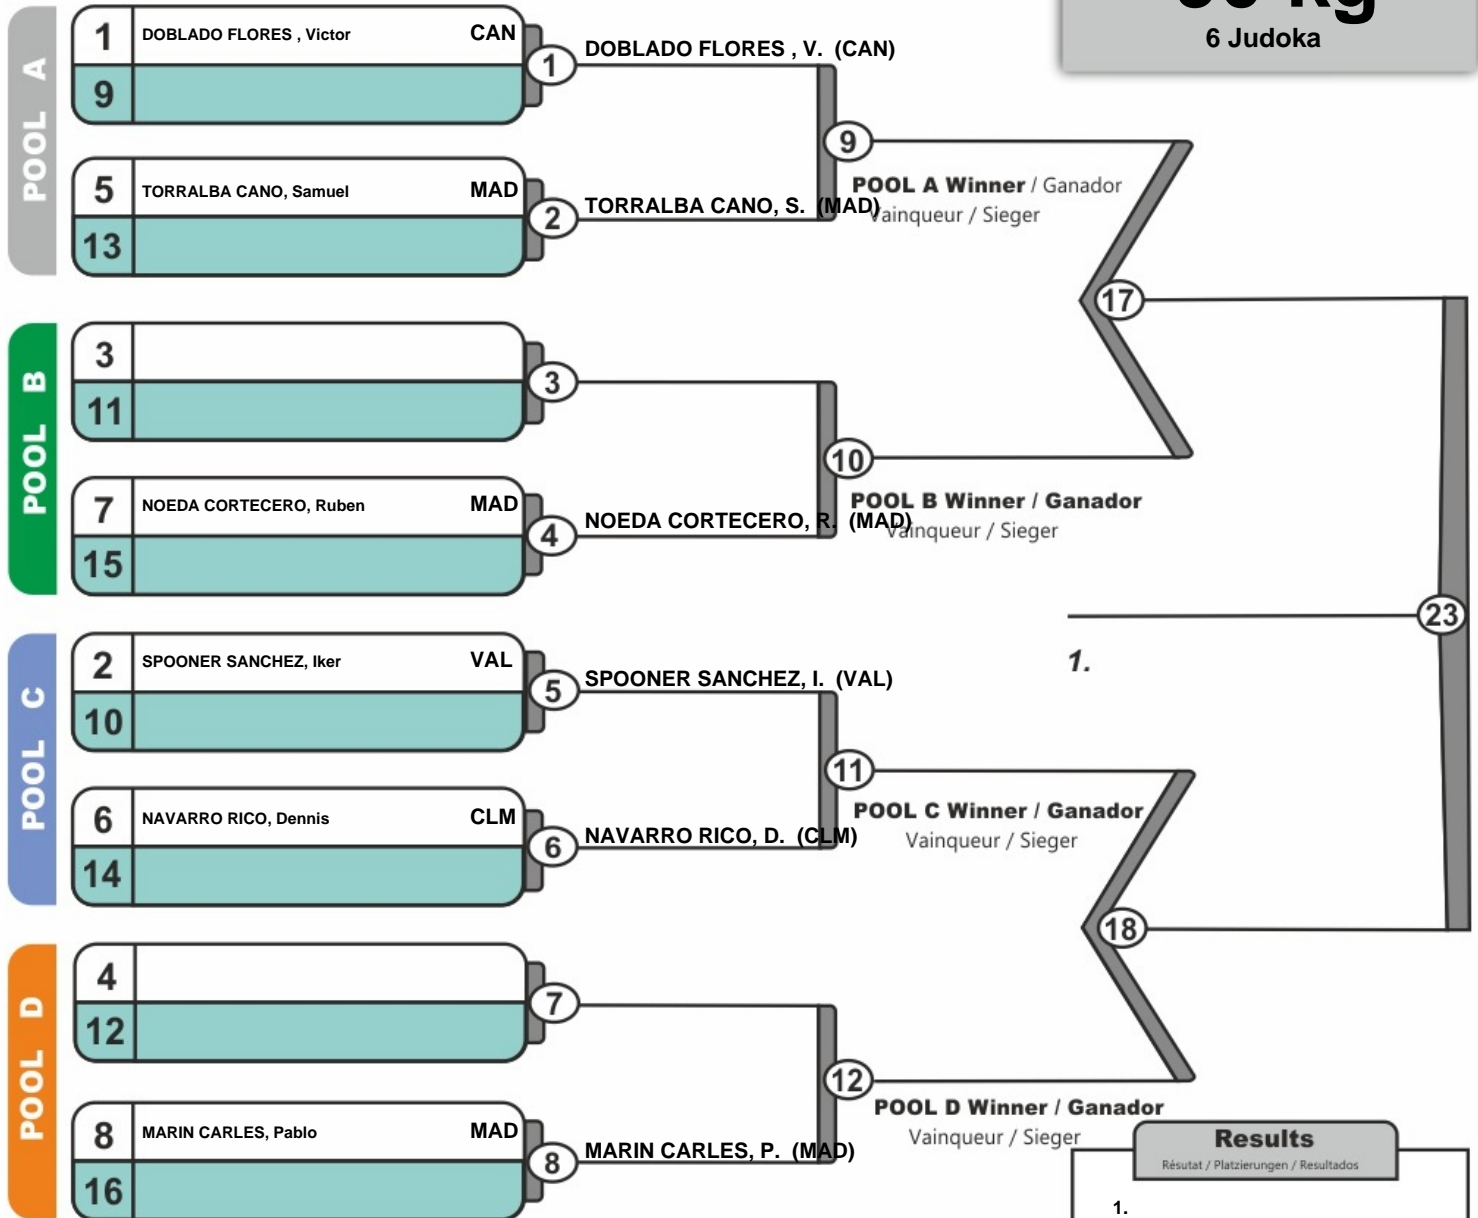 6 Judoka
POOL A
1 DOBLADO FLORES , Victor CAN
9
1
DOBLADO FLORES , V. (CAN)
5 TORRALBA CANO, Samuel MAD
13
2
TORRALBA CANO, S. (MAD)
9
POOL A Winner / Ganador
Vainqueur / Sieger
POOL B
3
11
3
7 NOEDA CORTECERO, Ruben MAD
15
4
NOEDA CORTECERO, R. (MAD)
10
POOL B Winner / Ganador
Vainqueur / Sieger
17
POOL C
2 SPOONER SANCHEZ, Iker VAL
10
5
SPOONER SANCHEZ, I. (VAL)
6 NAVARRO RICO, Dennis CLM
14
6
NAVARRO RICO, D. (CLM)
11
POOL C Winner / Ganador
Vainqueur / Sieger
POOL D
4
12
7
8 MARIN CARLES, Pablo MAD
16
8
MARIN CARLES, P. (MAD)
12
POOL D Winner / Ganador
Vainqueur / Sieger
18
23
1.
Results
Résutat / Platzierungen / Resultados
1.